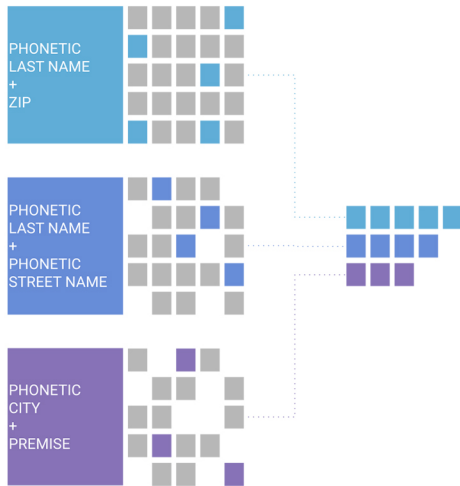 PHONETIC
LAST NAME
+
ZIP
PHONETIC
LAST NAME
+
PHONETIC
STREET NAME
PHONETIC
CITY
+
PREMISE